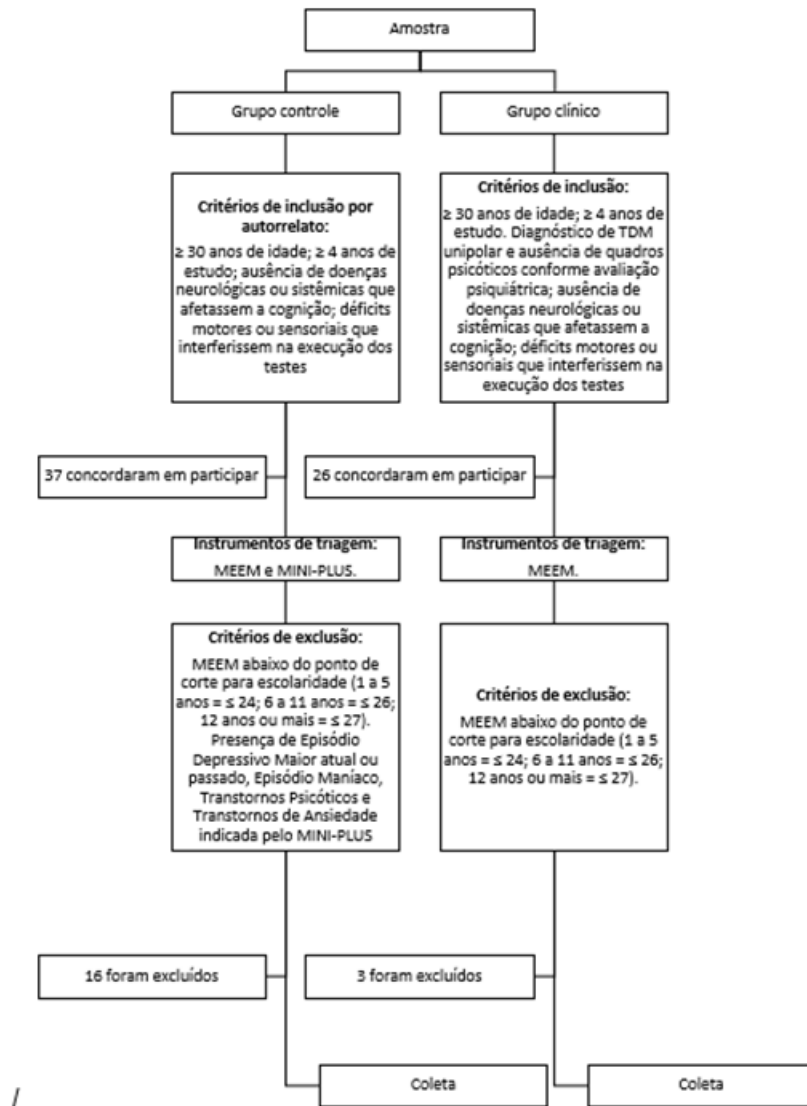 Amostra
Grupo controle
Critérios de inclusão por
autorrelato:
≥ 30 anos de idade; ≥ 4 anos de
estudo; ausência de doenças
neurológicas ou sistêmicas que
afetassem a cognição; déficits
motores ou sensoriais que
interferissem na execução dos
testes
37 concordaram em participar
Instrumentos de triagem:
MEEM e MINI-PLUS.
Critérios de exclusão:
MEEM abaixo do ponto de
corte para escolaridade (1 a 5
anos = ≤ 24; 6 a 11 anos = ≤ 26;
12 anos ou mais = ≤ 27).
Presença de Episódio
Depressivo Maior atual ou
passado, Episódio Maníaco,
Transtornos Psicóticos e
Transtornos de Ansiedade
indicada pelo MINI-PLUS
16 foram excluídos
Coleta
Grupo clínico
Critérios de inclusão:
≥ 30 anos de idade; ≥ 4 anos de
estudo. Diagnóstico de TDM
unipolar e ausência de quadros
psicóticos conforme avaliação
psiquiátrica; ausência de
doenças neurológicas ou
sistêmicas que afetassem a
cognição; déficits motores ou
sensoriais que interferissem na
execução dos testes
26 concordaram em participar
Instrumentos de triagem:
MEEM.
Critérios de exclusão:
MEEM abaixo do ponto de
corte para escolaridade (1 a 5
anos = ≤ 24; 6 a 11 anos = ≤ 26;
12 anos ou mais = ≤ 27).
3 foram excluídos
Coleta
/